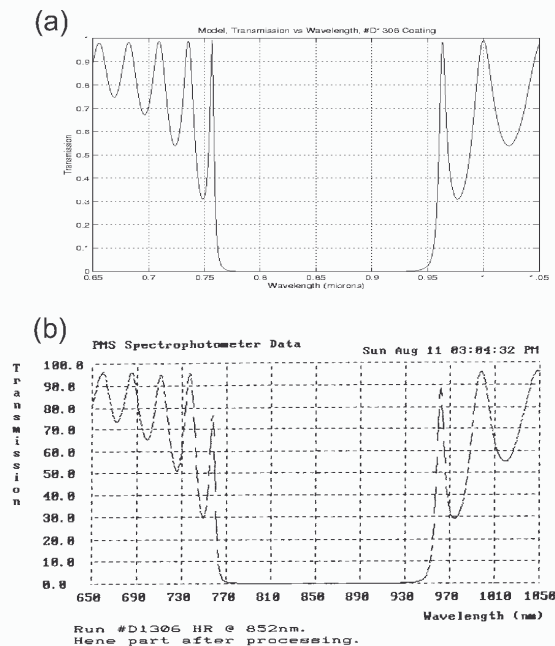 (a)
Model, Transmission vs Wavelength, #D1306 Coating
Transmission
1
0.9
0.8
0.7
0.6
0.5
0.4
0.3
0.2
0.1
0
0.65 0.7 0.75 0.8 0.85 0.9 0.95 1 1.05
Wavelength (microns)
(b)
PMS Spectrophotometer Data Sun Aug 11 03:04:32 PM
Transmission
100.0
90.0
80.0
70.0
60.0
50.0
40.0
30.0
20.0
10.0
0.0
650 690 730 770 810 850 890 930 970 1010 1050
Wavelength (nm)
Run #D1306 HR @ 852nm.
Hene part after processing.